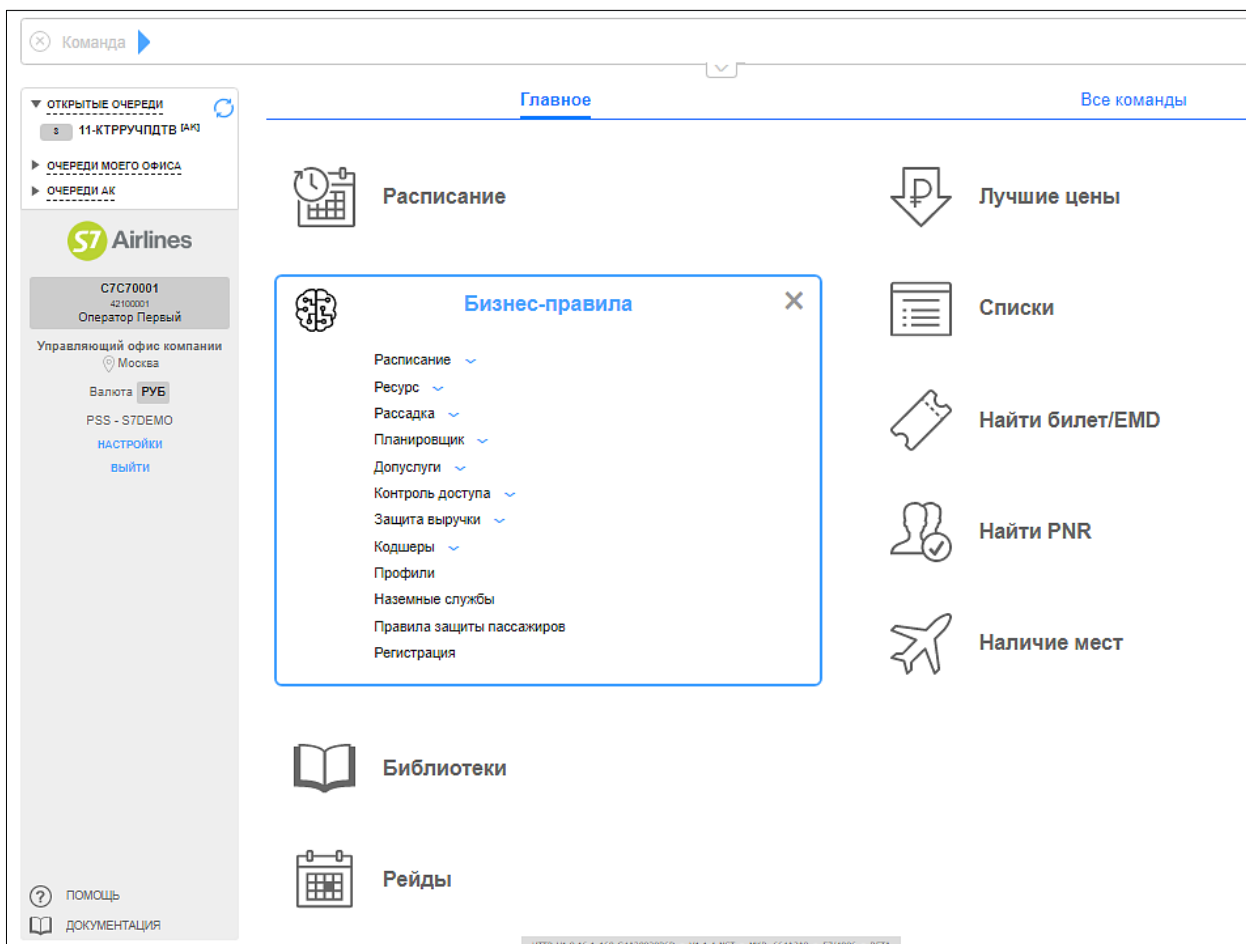 Команда
ОТКРЫТЫЕ ОЧЕРЕДИ
8 11-КТРРУЧПДТВ [АК]
ОЧЕРЕДИ МОЕГО ОФИСА
ОЧЕРЕДИ АК
S7 Airlines
С7С70001
42100001
Оператор Первый
Управляющий офис компании
Москва
Валюта РУБ
PSS - S7DEMO
НАСТРОЙКИ
ВЫЙТИ
ПОМОЩЬ
ДОКУМЕНТАЦИЯ
Главное
Все команды
Расписание
Бизнес-правила
Расписание
Ресурс
Рассадка
Планировщик
Допуслуги
Контроль доступа
Защита выручки
Кодшеры
Профили
Наземные службы
Правила защиты пассажиров
Регистрация
Библиотеки
Рейды
Лучшие цены
Списки
Найти билет/EMD
Найти PNR
Наличие мест